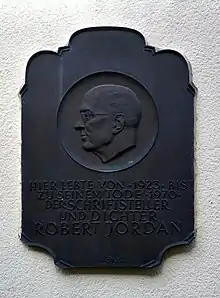 HIER LEBTE VON · 1923 · BIS
ZU SEINEM TODE · 1970 ·
DER SCHRIFTSTELLER
UND DICHTER
ROBERT JORDAN